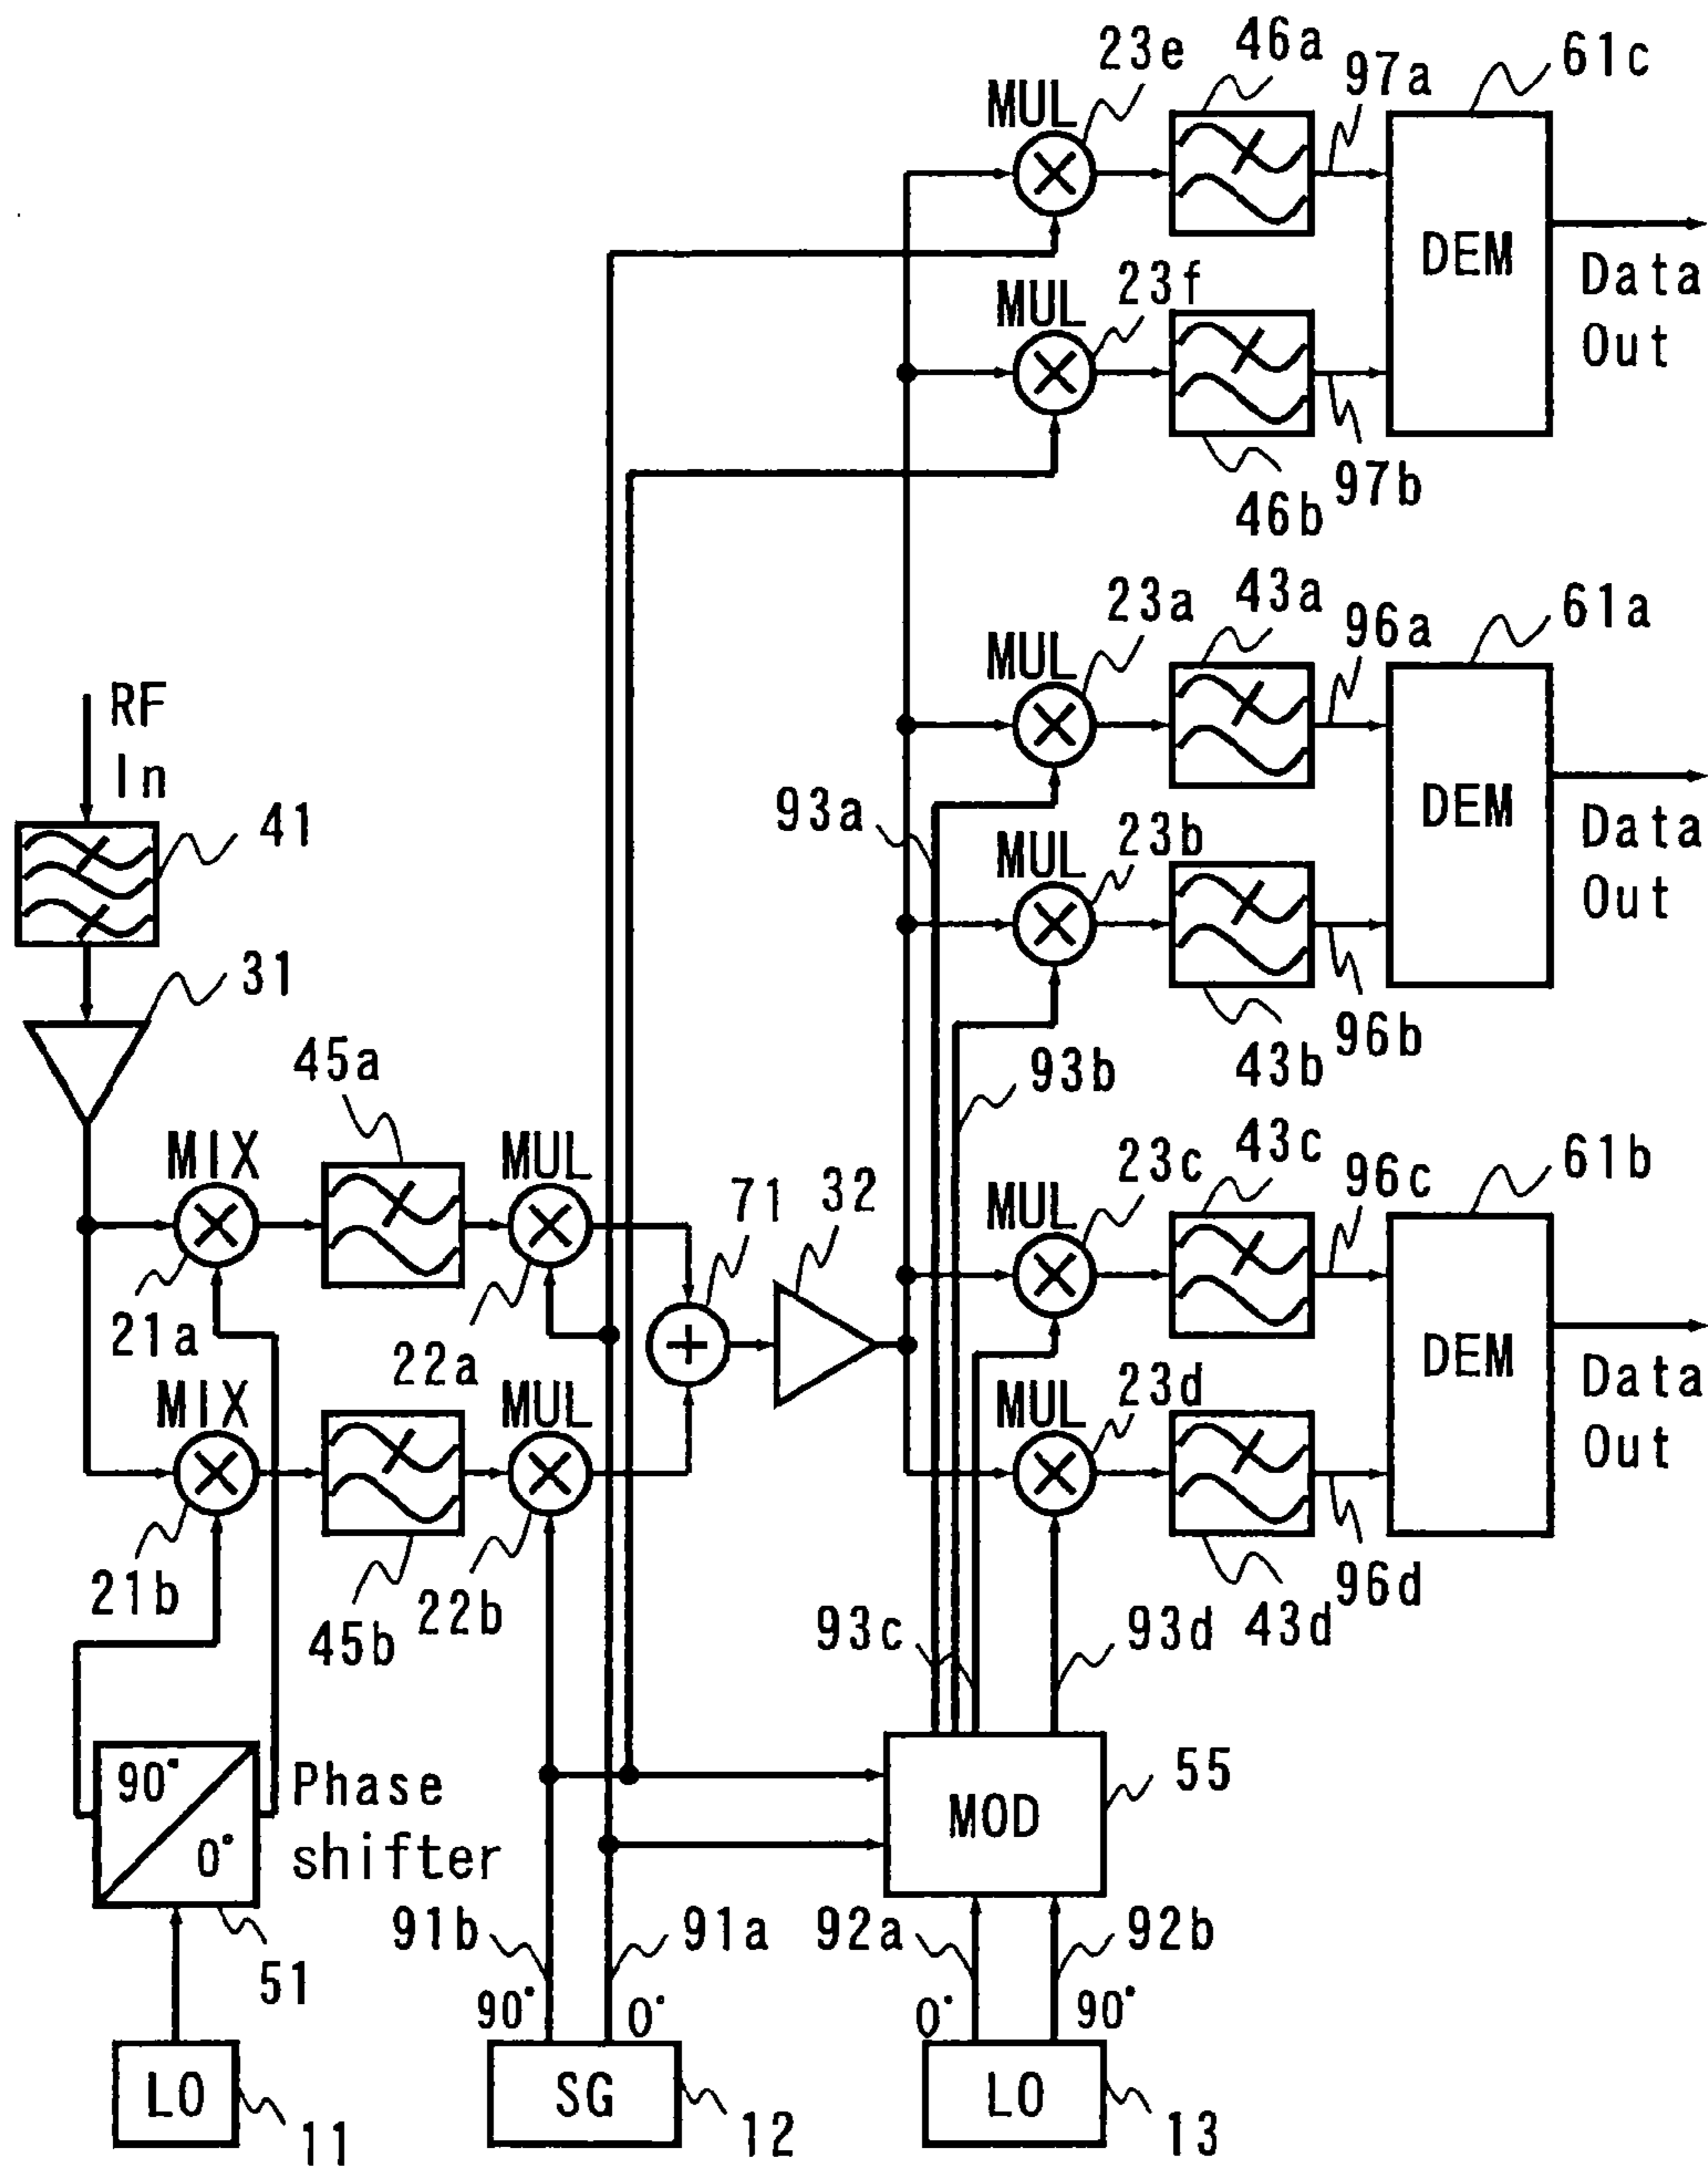 23e
46a
97a
61c
MUL
DEM
Data
Out
23f
MUL
46b
97b
23a
43a
96a
61a
MUL
93a
DEM
Data
Out
23b
MUL
43b
96b
93b
RF
In
41
31
45a
MIX
MUL
21a
22a
71
32
23c
43c
96c
61b
MUL
DEM
Data
Out
MIX
MUL
23d
MUL
21b
45b
22b
93c
93d
43d
96d
90°
0°
Phase
shifter
51
MOD
55
91b
91a
92a
92b
90°
0°
0°
90°
LO
11
SG
12
LO
13